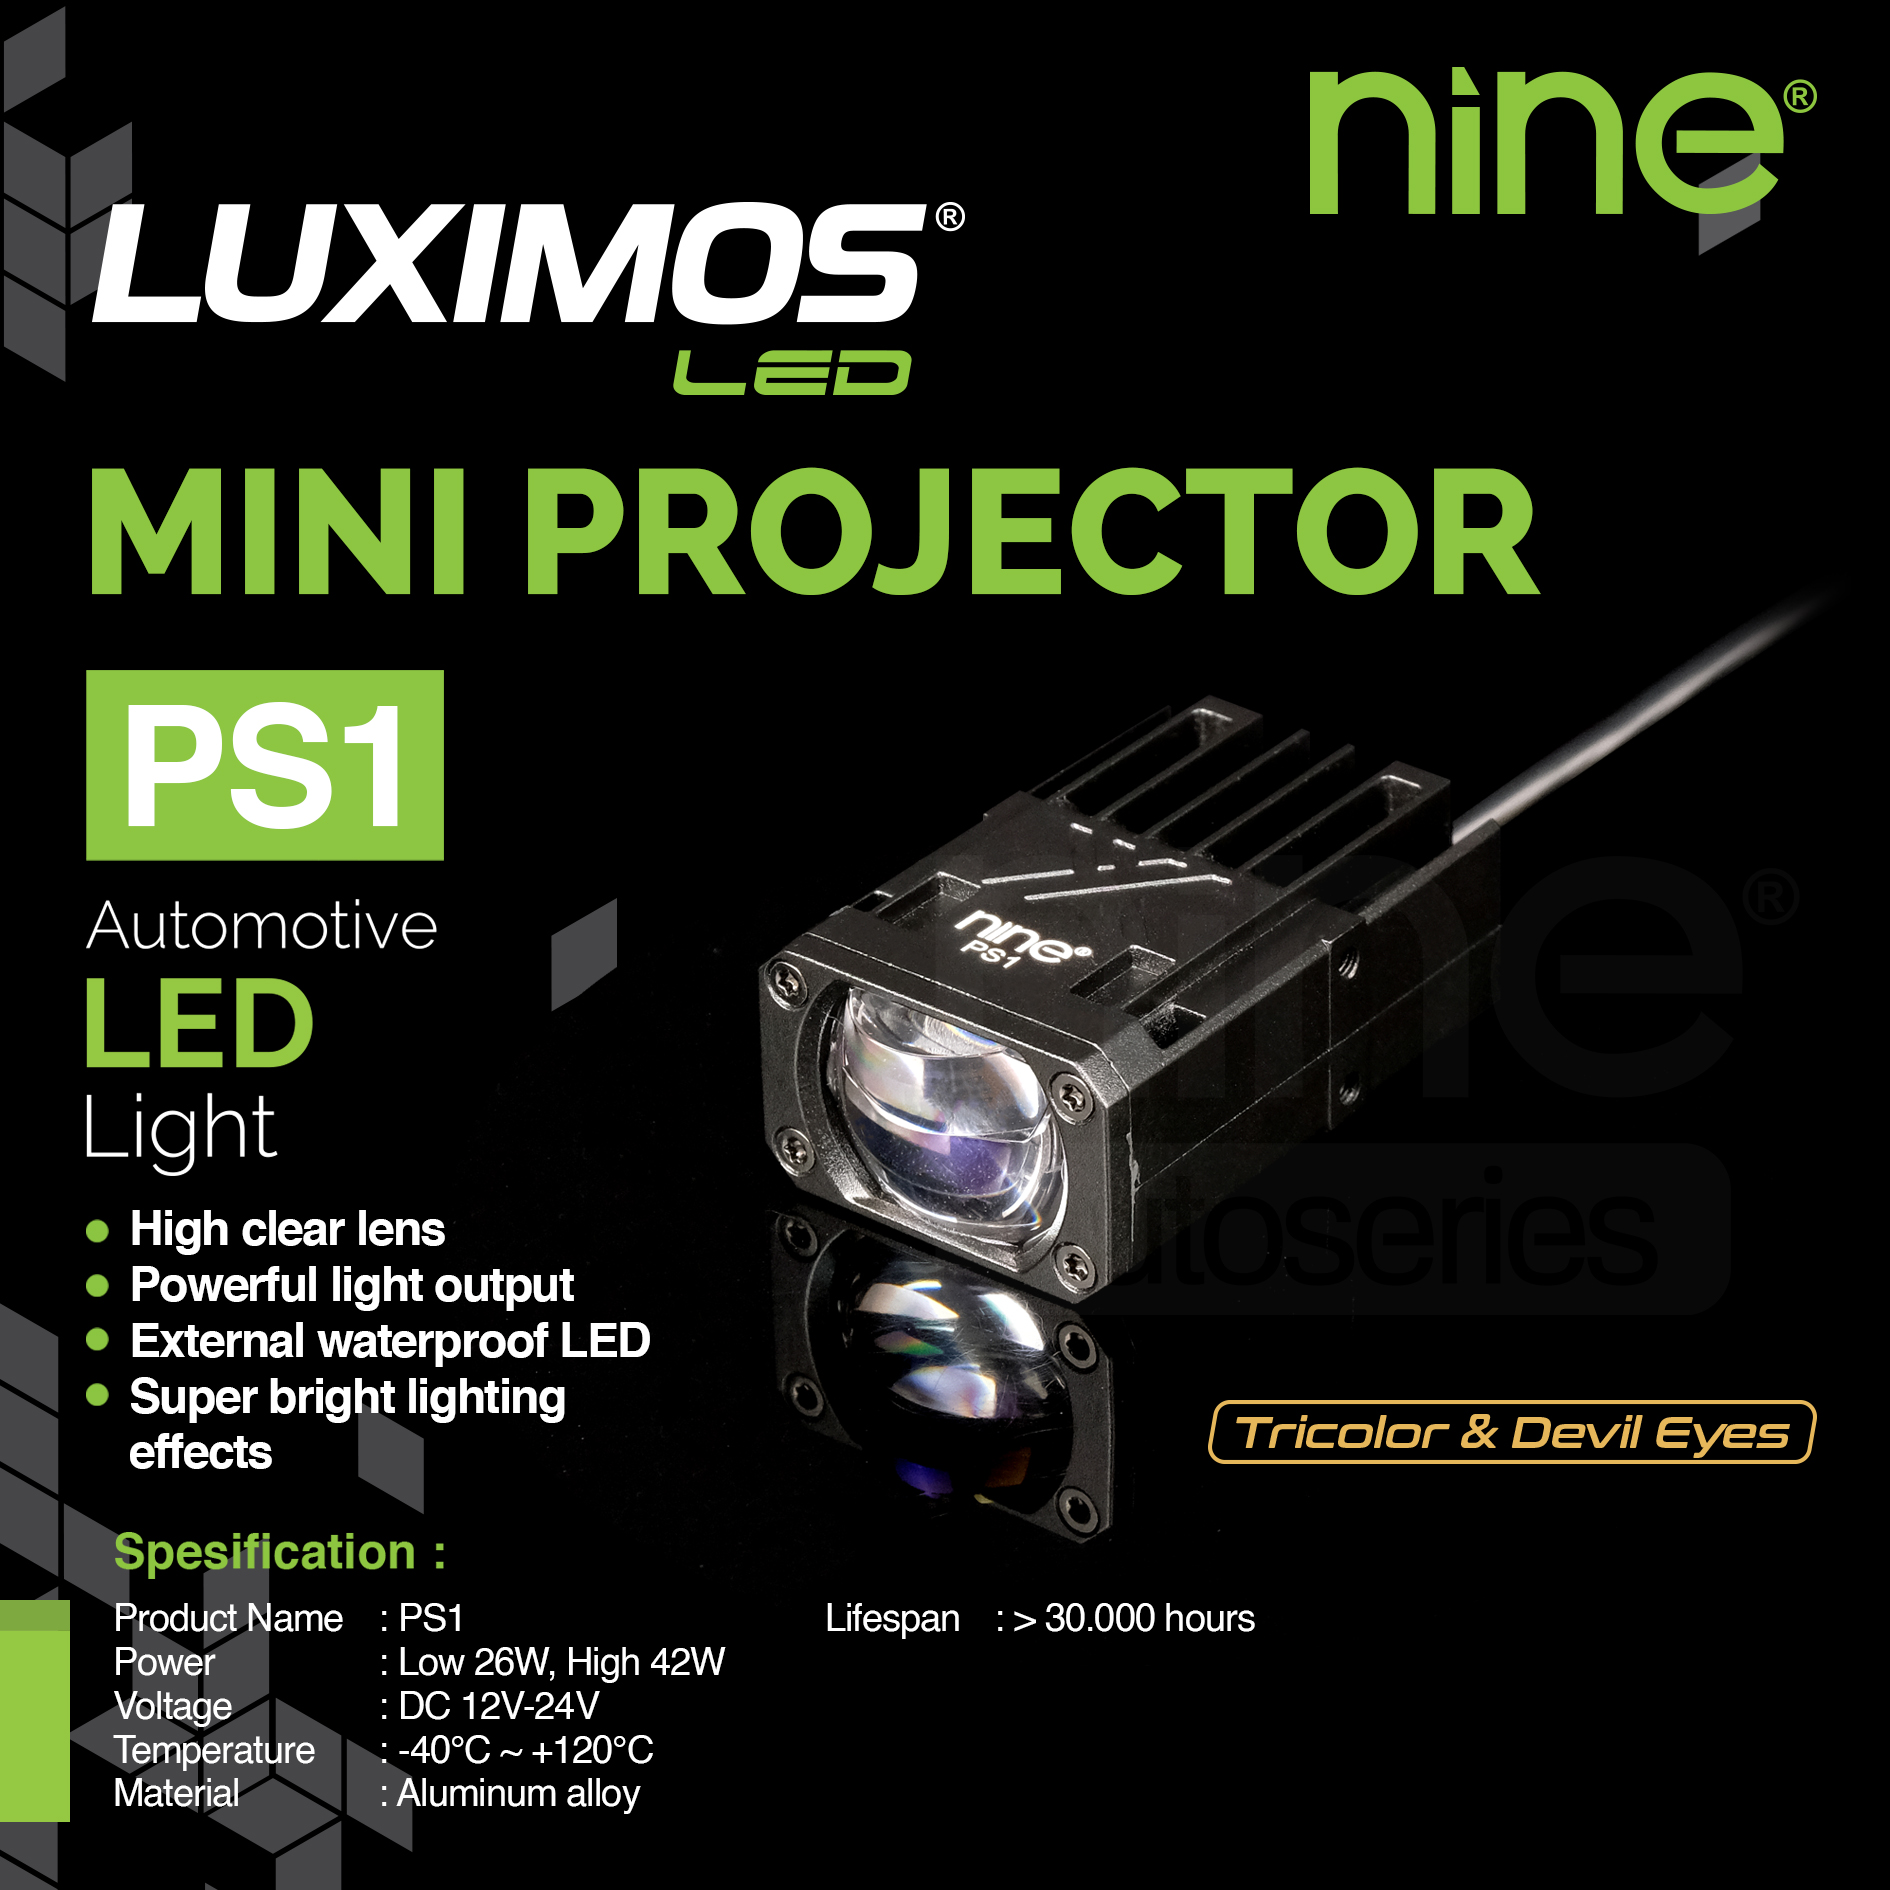 nine®
LUXIMOS®
LED
MINI PROJECTOR
PS1
Automotive
LED
Light
nine®
PS1
nine®
autoseries
High clear lens
Powerful light output
External waterproof LED
Super bright lighting
effects
Tricolor & Devil Eyes
Spesification :
Product Name : PS1
Lifespan : > 30.000 hours
Power : Low 26W, High 42W
Voltage : DC 12V-24V
Temperature : -40°C ~ +120°C
Material : Aluminum alloy